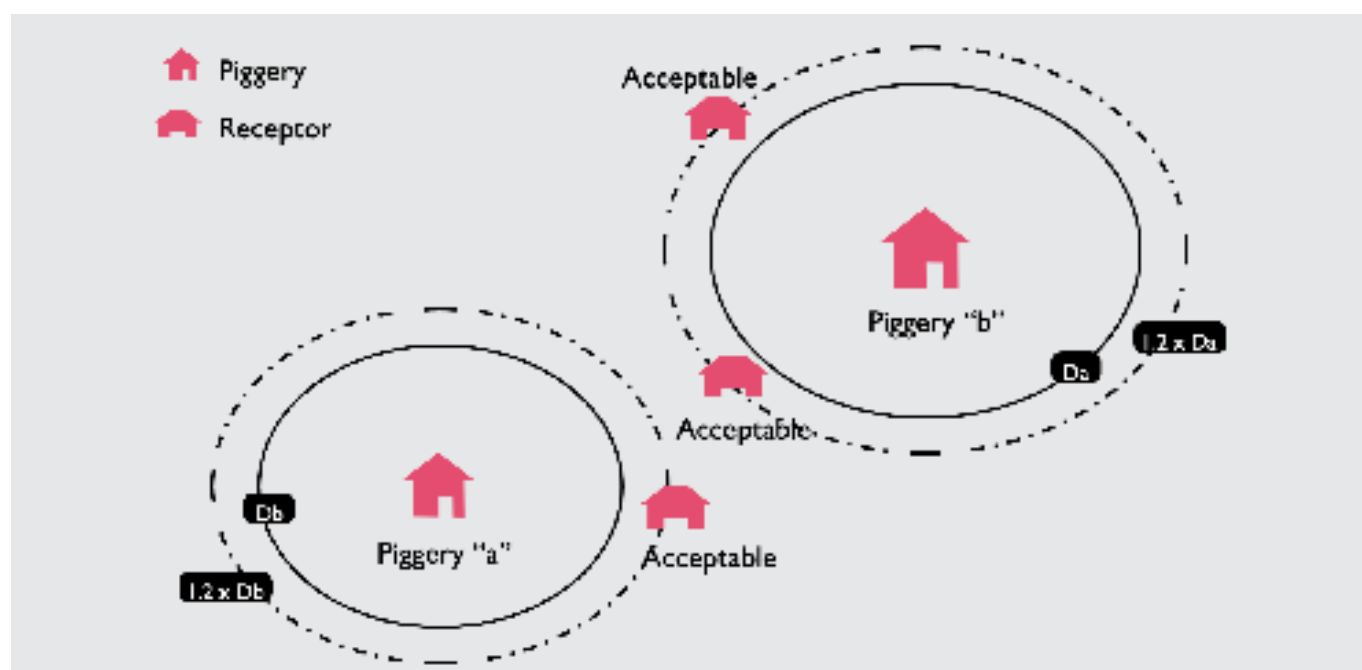 Piggery
Receptor
Acceptable
Piggery "b"
1.2 x Da
Da
Acceptable
Db
Piggery "a"
Acceptable
1.2 x Db